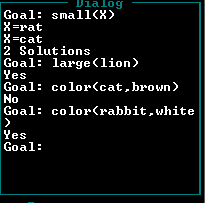 Dialog
Goal: small(X)
X=rat
X=cat
2 Solutions
Goal: large(lion)
Yes
Goal: color(cat,brown)
No
Goal: color(rabbit,white
)
Yes
Goal: